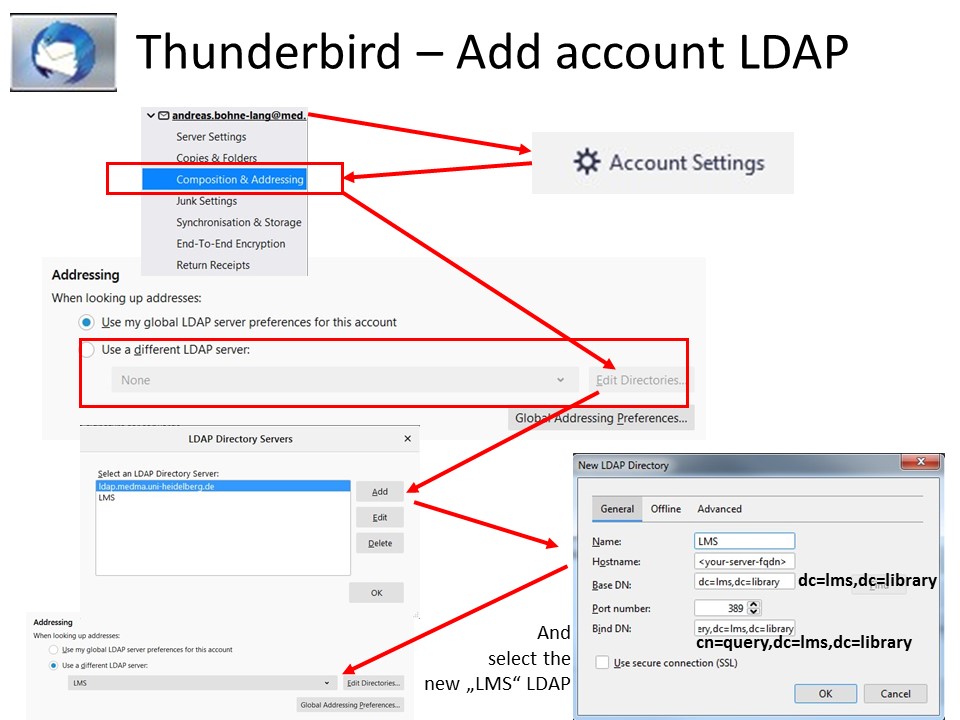 Thunderbird – Add account LDAP
andreas.bohne-lang@med.
Server Settings
Copies & Folders
Composition & Addressing
Junk Settings
Synchronisation & Storage
End-To-End Encryption
Return Receipts
Account Settings
Addressing
When looking up addresses:
Use my global LDAP server preferences for this account
Use a different LDAP server:
None
Edit Directories...
Global Addressing Preferences...
LDAP Directory Servers
Select an LDAP Directory Server:
ldap.medma.uni-heidelberg.de
LMS
Add
Edit
Delete
OK
New LDAP Directory
General Offline Advanced
Name: LMS
Hostname: <your-server-fqdn>
Base DN: dc=lms,dc=library dc=lms,dc=library
Find
Port number: 389
Bind DN: ery,dc=lms,dc=library
cn=query,dc=lms,dc=library
Use secure connection (SSL)
OK Cancel
And
select the
new „LMS“ LDAP
Addressing
When looking up addresses:
Use my global LDAP server preferences for this account
Use a different LDAP server:
LMS
Edit Directories...
Global Addressing Preferences...